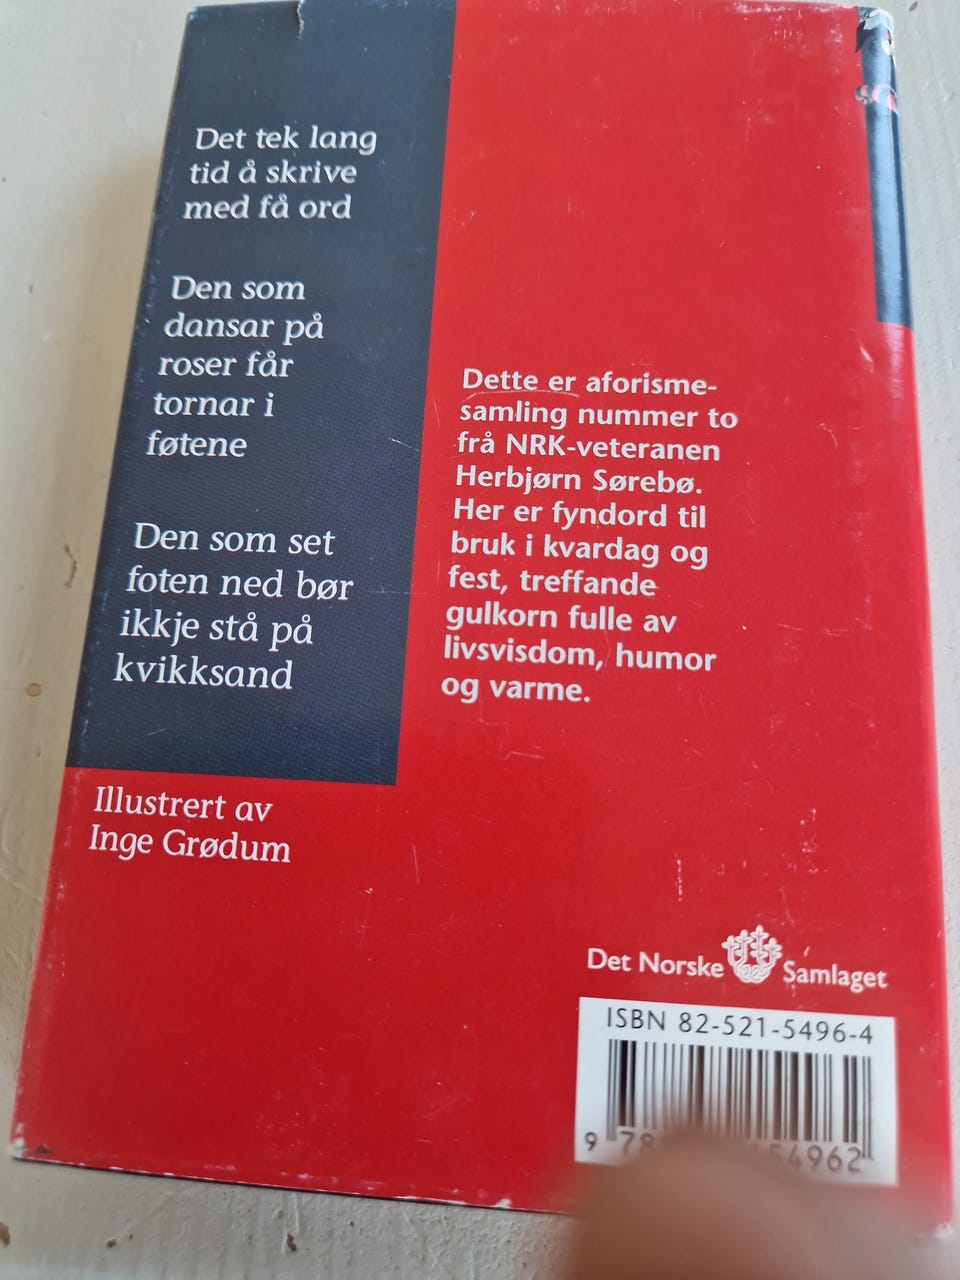 Det tek lang
tid å skrive
med få ord
Den som
dansar på
roser får
tornar i
føtene
Den som set
foten ned bør
ikkje stå på
kvikksand
Illustrert av
Inge Grødum
Dette er aforisme-
samling nummer to
frå NRK-veteranen
Herbjørn Sørebø.
Her er fyndord til
bruk i kvardag og
fest, treffande
gulkorn fulle av
livsvisdom, humor
og varme.
Det Norske Samlaget
ISBN 82-521-5496-4
9 78 54962